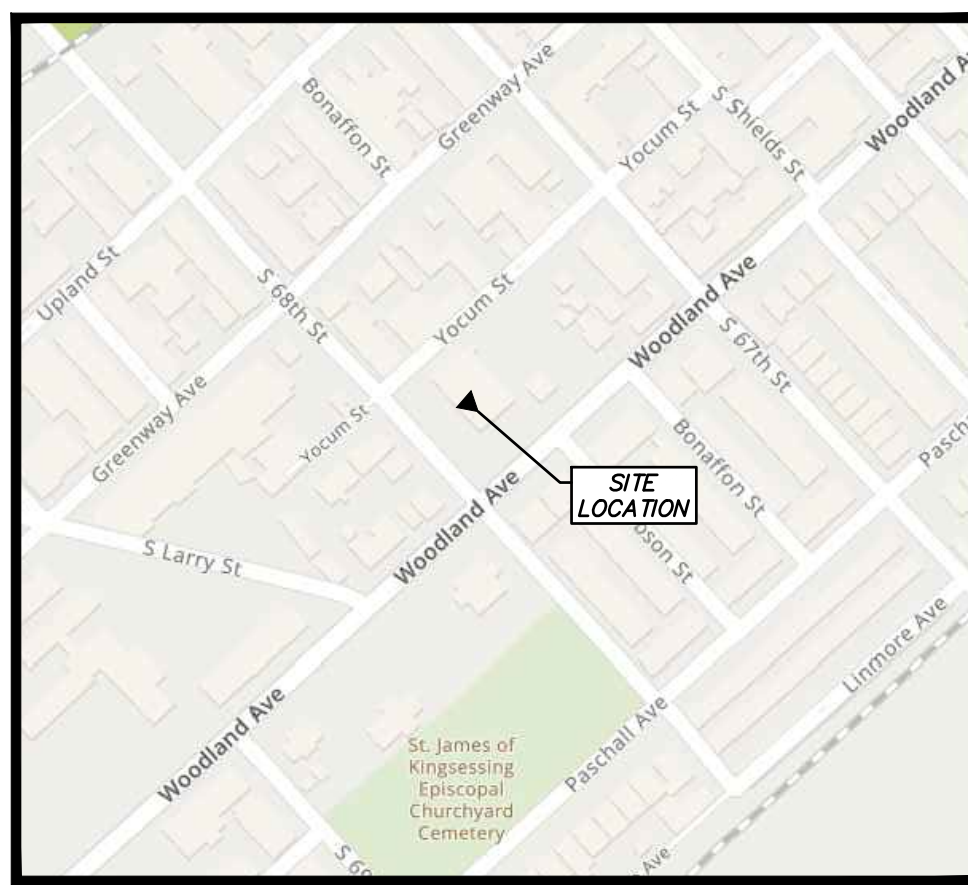 Bonaffon St
Greenway Ave
S Shields St
Woodland A
Yocum St
Upland St
S 68th St
Yocum St
Woodland Ave
S 67th St
Greenway Ave
Yocum St
Bonaffon St
Pasch
SITE
LOCATION
Woodland Ave
bson St
S Larry St
Linmore Ave
Woodland Ave
Paschall Ave
St. James of
Kingsessing
Episcopal
Churchyard
Cemetery
S 69
Ave